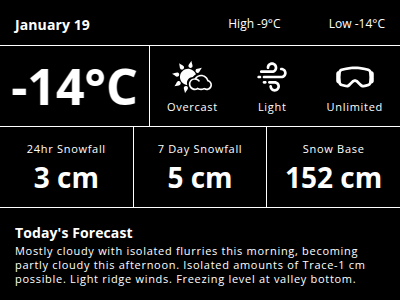 January 19 High -9°C Low -14°C
-14°C
Overcast Light Unlimited
24hr Snowfall 7 Day Snowfall Snow Base
3 cm 5 cm 152 cm
Today's Forecast
Mostly cloudy with isolated flurries this morning, becoming
partly cloudy this afternoon. Isolated amounts of Trace-1 cm
possible. Light ridge winds. Freezing level at valley bottom.